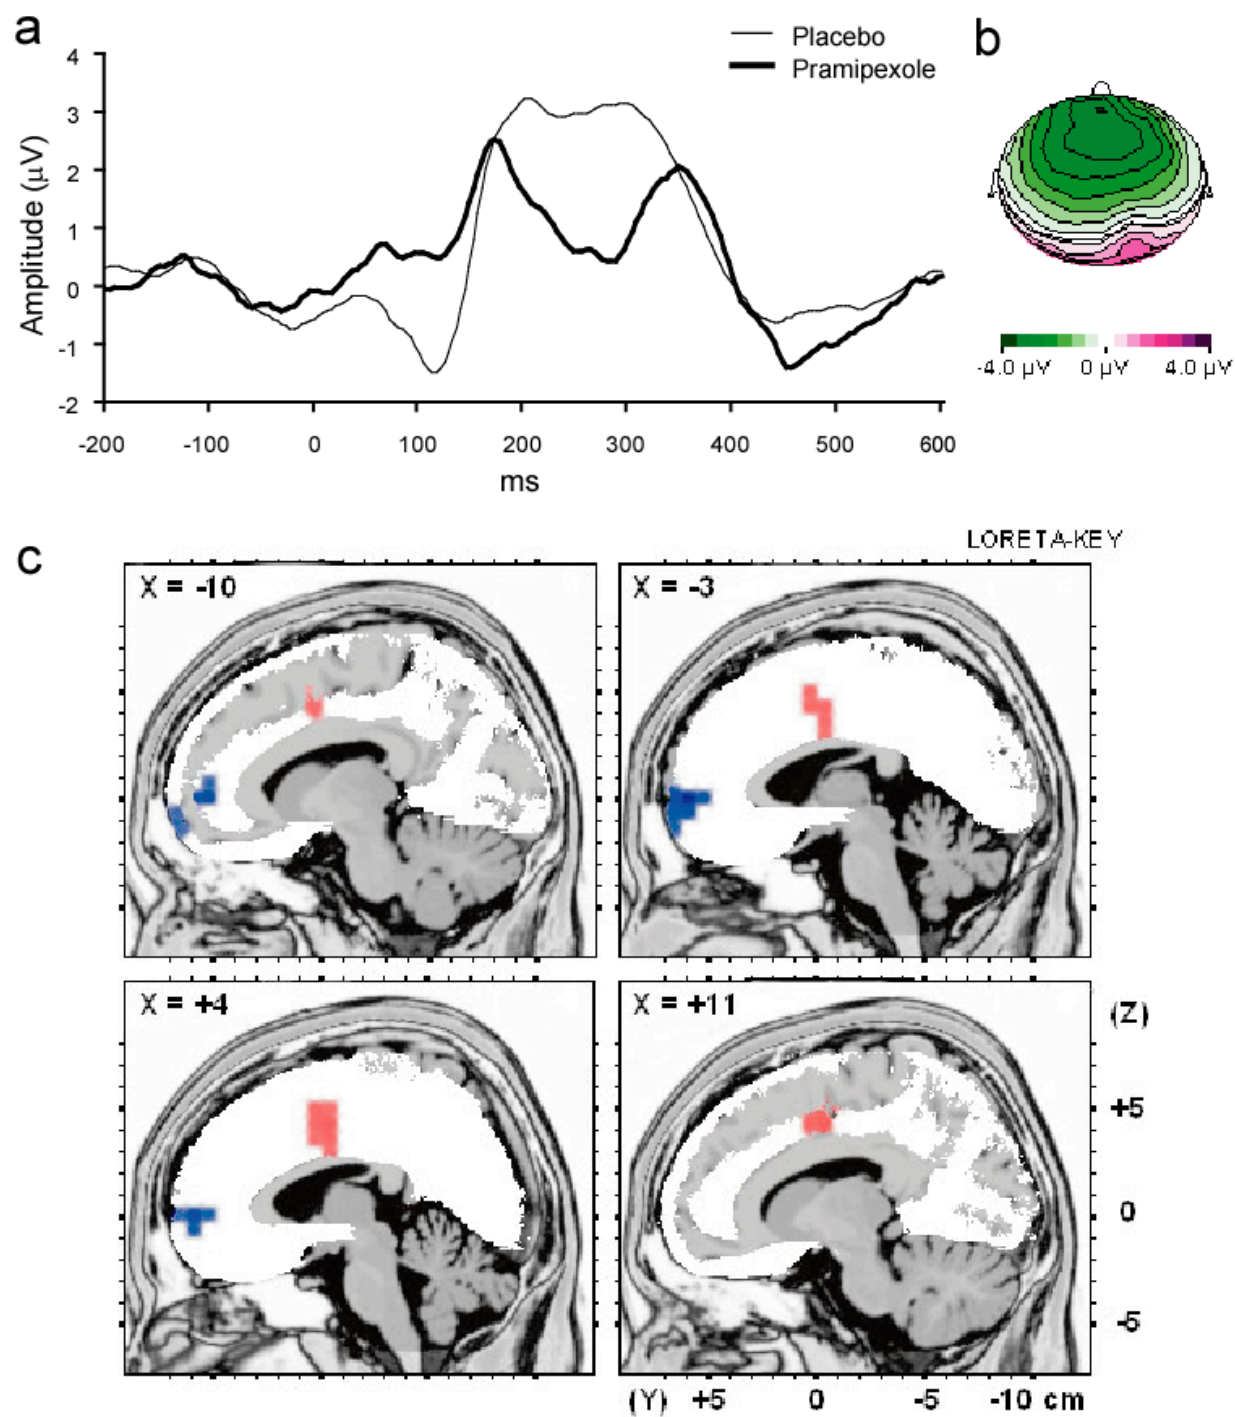 a
Placebo
Pramipexole
4
3
2
1
0
-1
-2
Amplitude (µV)
-200 -100 0 100 200 300 400 500 600
ms
b
-4.0 µV 0 µV 4.0 µV
c
LORETA-KEY
X = -10
X = -3
X = +4
X = +11
(Z)
+5
0
-5
(Y) +5 0 -5 -10 cm